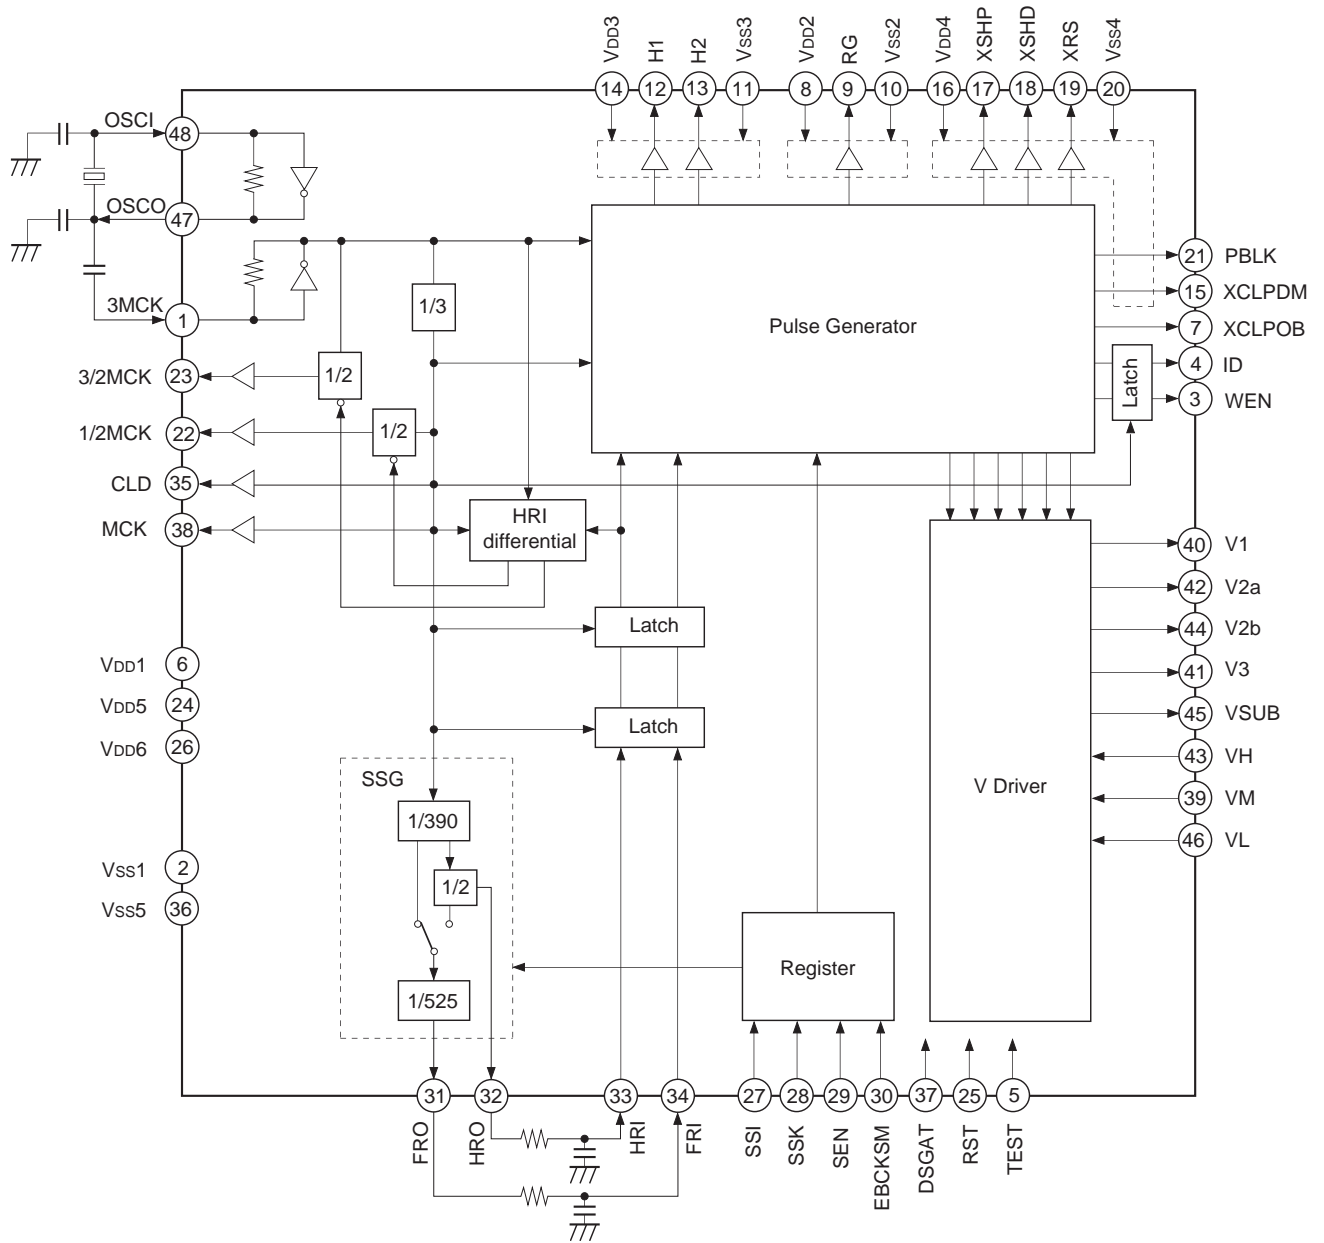 VDD3 H1 H2 VSS3 VDD2 RG VSS2 VDD4 XSHP XSHD XRS VSS4
14 12 13 11 8 9 10 16 17 18 19 20
OSCI 48
OSCO 47
3MCK 1
3/2MCK 23
1/2MCK 22
CLD 35
MCK 38
VDD1 6
VDD5 24
VDD6 26
VSS1 2
VSS5 36
1/3
1/2
1/2
HRI
differential
Pulse Generator
Latch
Latch
Latch
21 PBLK
15 XCLPDM
7 XCLPOB
4 ID
3 WEN
40 V1
42 V2a
44 V2b
41 V3
45 VSUB
43 VH
39 VM
46 VL
V Driver
SSG
1/390
1/2
1/525
Register
31 32 33 34 27 28 29 30 37 25 5
FRO HRO HRI FRI SSI SSK SEN EBCKSM DSGAT RST TEST